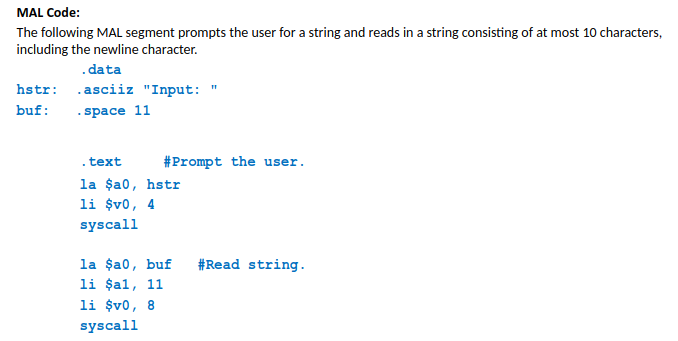 MAL Code:
The following MAL segment prompts the user for a string and reads in a string consisting of at most 10 characters,
including the newline character.
.data
hstr: .asciiz "Input: "
buf: .space 11
.text #Prompt the user.
la $a0, hstr
li $v0, 4
syscall
la $a0, buf #Read string.
li $a1, 11
li $v0, 8
syscall